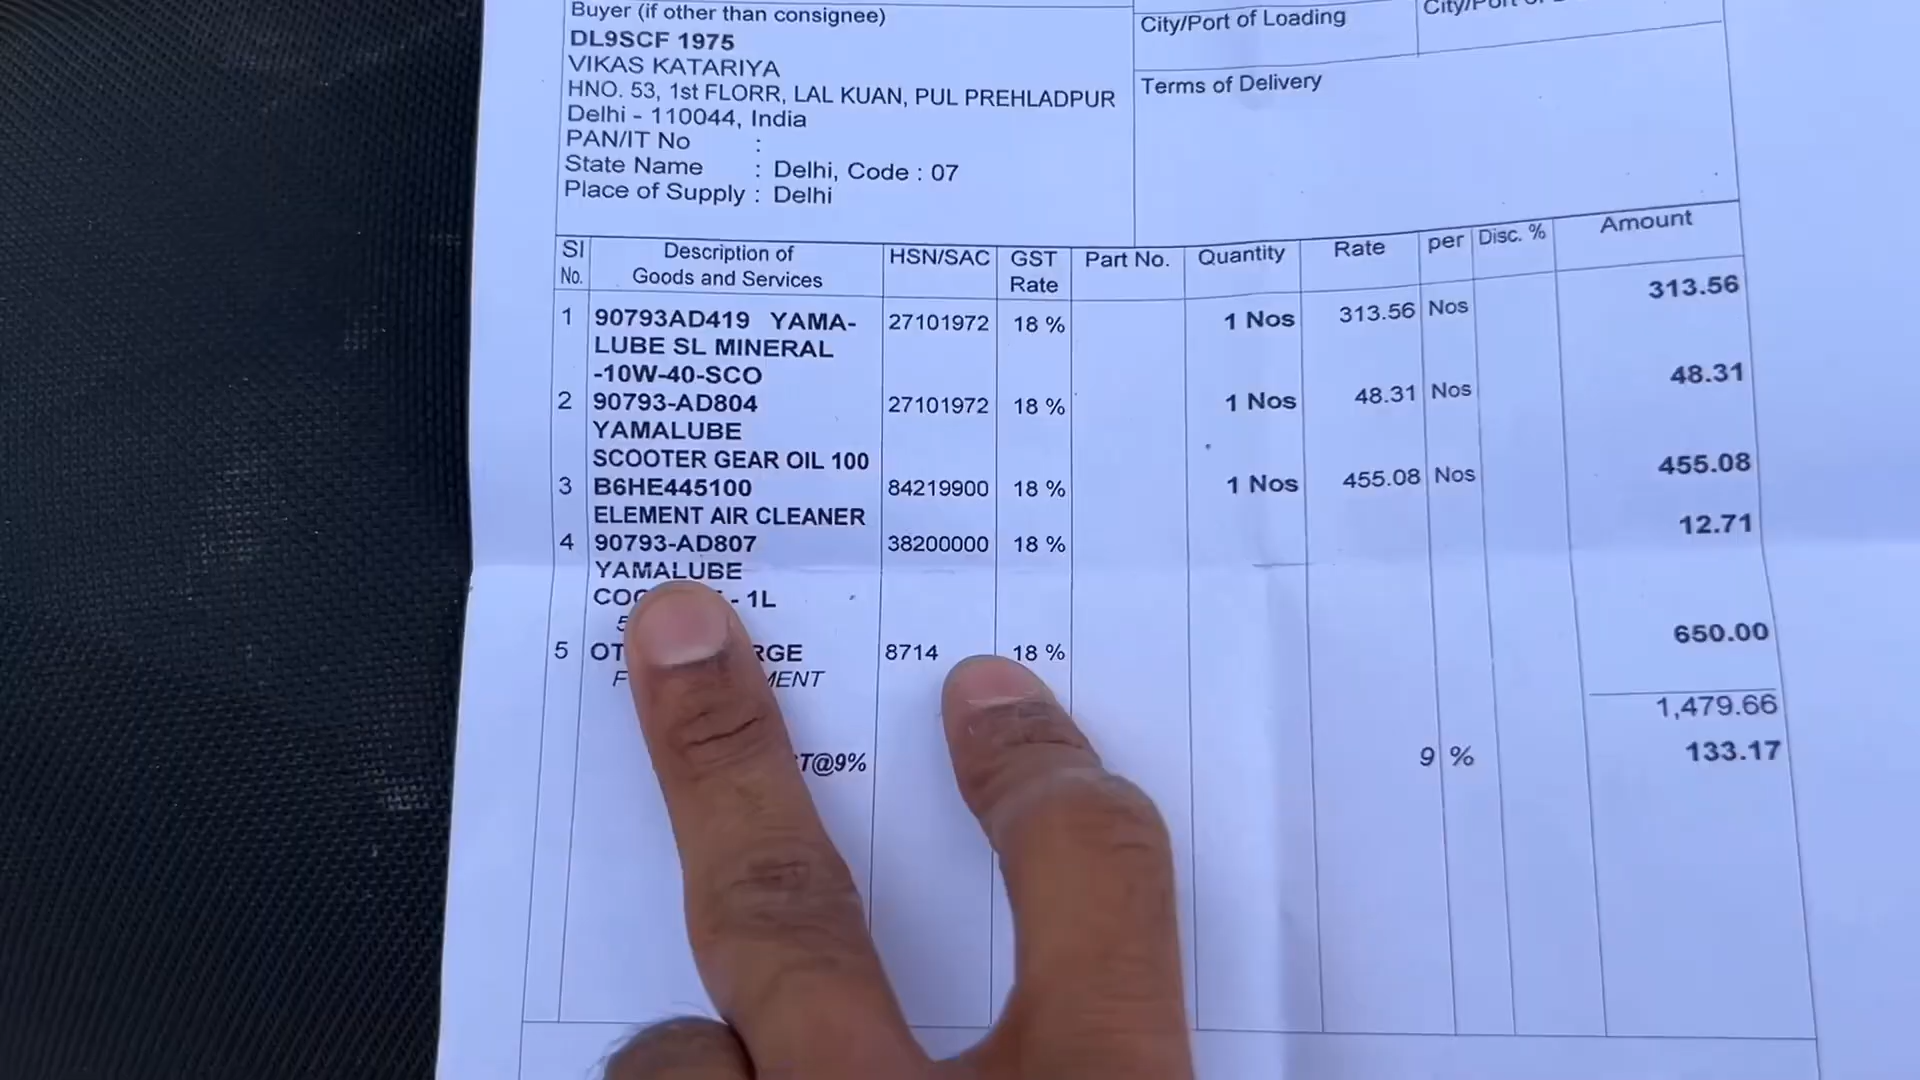 Buyer (if other than consignee)
DL9SCF 1975
VIKAS KATARIYA
HNO. 53, 1st FLORR, LAL KUAN, PUL PREHLADPUR
Delhi - 110044, India
PAN/IT No :
State Name : Delhi, Code : 07
Place of Supply : Delhi
City/Port of Loading
Terms of Delivery
Sl No. Description of Goods and Services HSN/SAC GST Rate Part No. Quantity Rate per Disc. % Amount
1 90793AD419 YAMA- 27101972 18 % 1 Nos 313.56 Nos 313.56
LUBE SL MINERAL
-10W-40-SCO
2 90793-AD804 27101972 18 % 1 Nos 48.31 Nos 48.31
YAMALUBE
SCOOTER GEAR OIL 100
3 B6HE445100 84219900 18 % 1 Nos 455.08 Nos 455.08
ELEMENT AIR CLEANER
4 90793-AD807 38200000 18 % 12.71
YAMALUBE
- 1L
5 8714 18 % 650.00
1,479.66
9 % 133.17